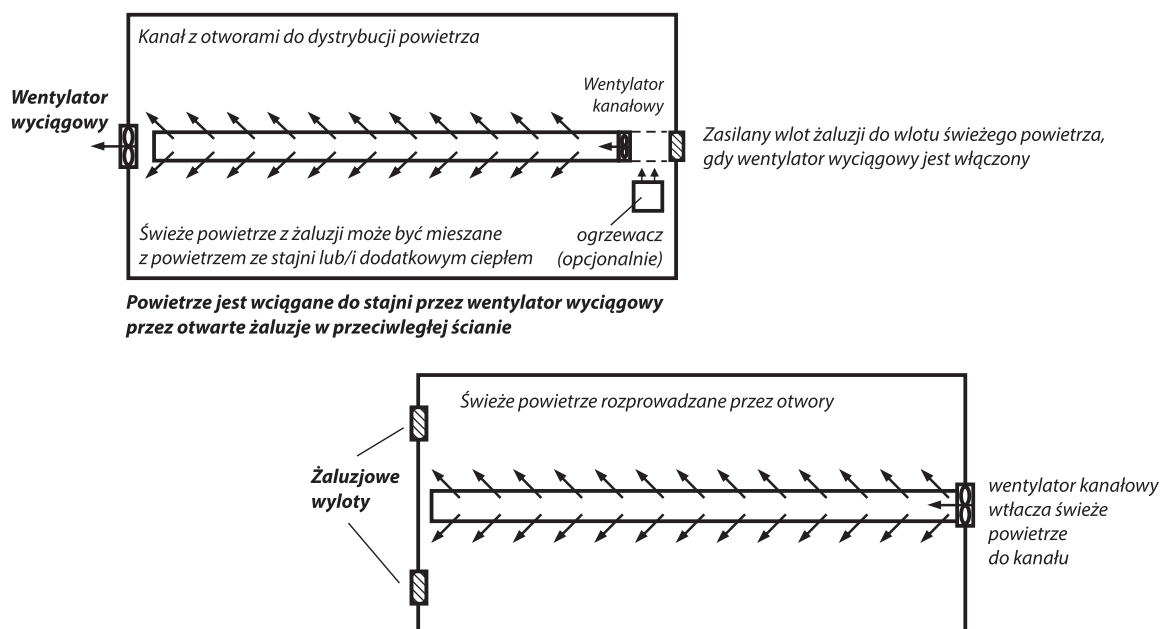 Kanał z otworami do dystrybucji powietrza
Wentylator
wyciągowy
Wentylator
kanałowy
Zasilany wlot żaluzji do wlotu świeżego powietrza,
gdy wentylator wyciągowy jest włączony
Świeże powietrze z żaluzji może być mieszane
z powietrzem ze stajni lub/i dodatkowym ciepłem
ogrzewacz
(opcjonalnie)
Powietrze jest wciągane do stajni przez wentylator wyciągowy
przez otwarte żaluzje w przeciwległej ścianie
Świeże powietrze rozprowadzane przez otwory
Żaluzjowe
wyloty
wentylator kanałowy
wtłacza świeże
powietrze
do kanału